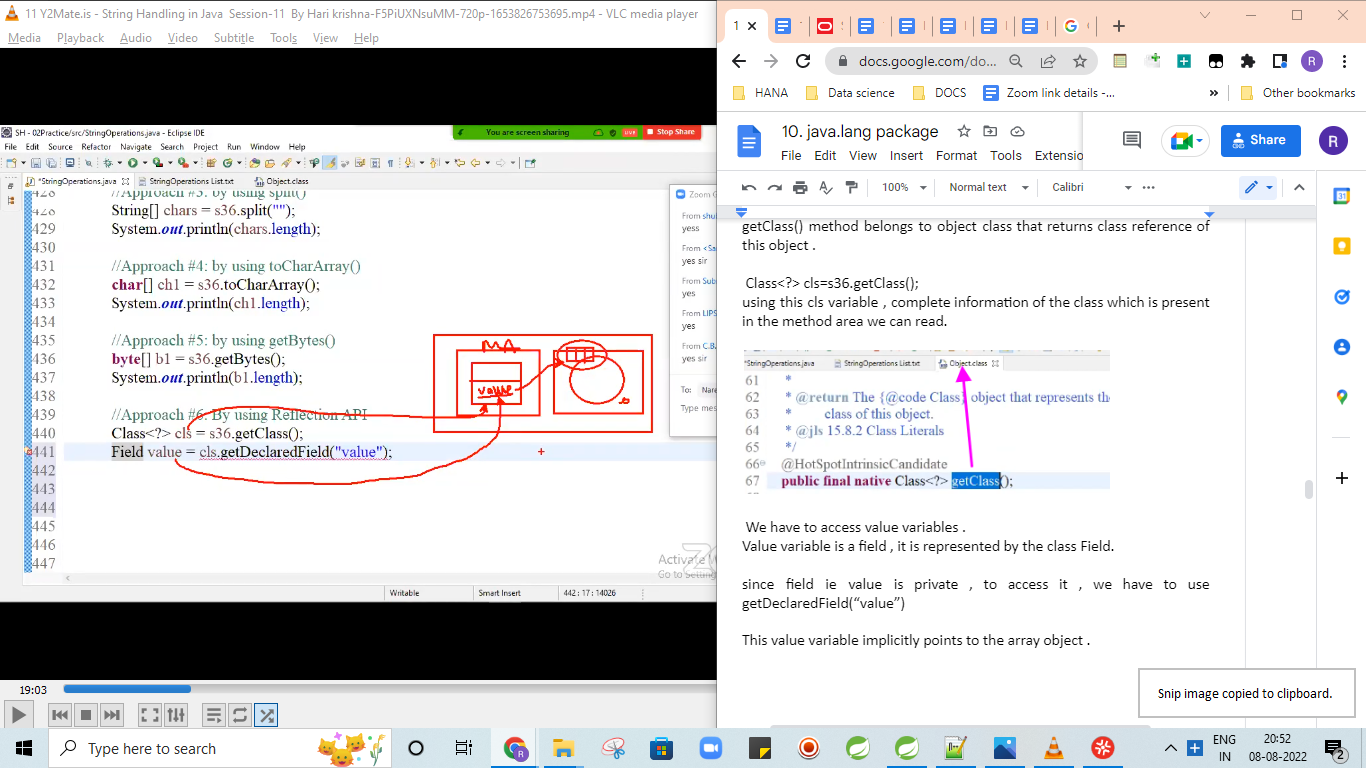 11 Y2Mate.is - String Handling in Java Session-11 By Hari krishna-F5PiUXNsuMM-720p-1653826753695.mp4 - VLC media player
Media Playback Audio Video Subtitle Tools View Help
SH - 02Practice/src/StringOperations.java - Eclipse IDE
You are screen sharing
LIVE
Stop Share
File Edit Source Refactor Navigate Search Project Run Window Help
*StringOperations.java
StringOperations List.txt
Object.class
428 //Approach #3: by using split()
428 String[] chars = s36.split("");
429 System.out.println(chars.length);
430
431 //Approach #4: by using toCharArray()
432 char[] ch1 = s36.toCharArray();
433 System.out.println(ch1.length);
434
435 //Approach #5: by using getBytes()
436 byte[] b1 = s36.getBytes();
437 System.out.println(b1.length);
438
439 //Approach #6: By using Reflection API
440 Class<?> cls = s36.getClass();
441 Field value = cls.getDeclaredField("value");
442
443
444
445
446
447
MA
value
Zoom G
From shu
yess
From <Sa
yes sir
From Sub
yes
From LIPS
yes
From C.B.
yes sir
To: Nare
Type mess
Activate
Go to Setting
Writable
Smart Insert
442 : 17 : 14026
19:03
1
docs.google.com/do...
R
HANA
Data science
DOCS
Zoom link details -...
»
Other bookmarks
10. java.lang package
File Edit View Insert Format Tools Extensio
Share
R
100%
Normal text
Calibri
getClass() method belongs to object class that returns class reference of
this object .
Class<?> cls=s36.getClass();
using this cls variable , complete information of the class which is present
in the method area we can read.
*StringOperations.java
StringOperations List.txt
Object.class
61 *
62 * @return The {@code Class} object that represents the
63 * class of this object.
64 * @jls 15.8.2 Class Literals
65 */
66 @HotSpotIntrinsicCandidate
67 public final native Class<?> getClass();
We have to access value variables .
Value variable is a field , it is represented by the class Field.
since field ie value is private , to access it , we have to use
getDeclaredField(“value”)
This value variable implicitly points to the array object .
31
Snip image copied to clipboard.
Type here to search
R
ENG
IN
20:52
08-08-2022
2